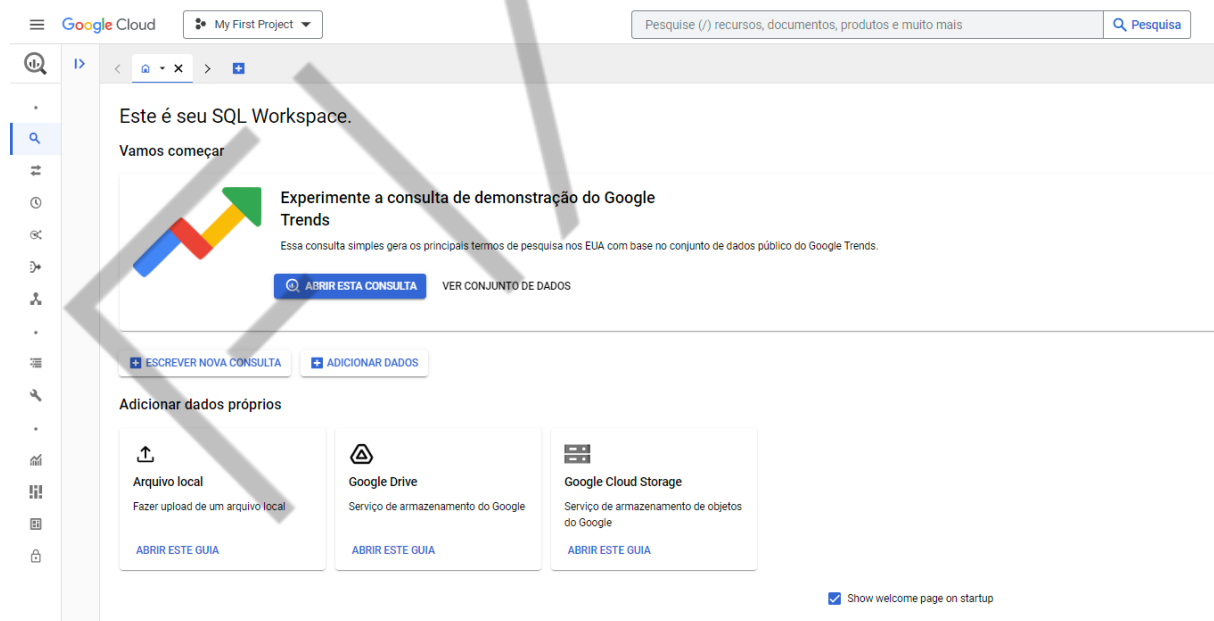 Google Cloud
My First Project
Pesquise (/) recursos, documentos, produtos e muito mais
Pesquisa
Este é seu SQL Workspace.
Vamos começar
Experimente a consulta de demonstração do Google
Trends
Essa consulta simples gera os principais termos de pesquisa nos EUA com base no conjunto de dados público do Google Trends.
ABRIR ESTA CONSULTA
VER CONJUNTO DE DADOS
ESCREVER NOVA CONSULTA
ADICIONAR DADOS
Adicionar dados próprios
Arquivo local
Fazer upload de um arquivo local
ABRIR ESTE GUIA
Google Drive
Serviço de armazenamento do Google
ABRIR ESTE GUIA
Google Cloud Storage
Serviço de armazenamento de objetos
do Google
ABRIR ESTE GUIA
Show welcome page on startup